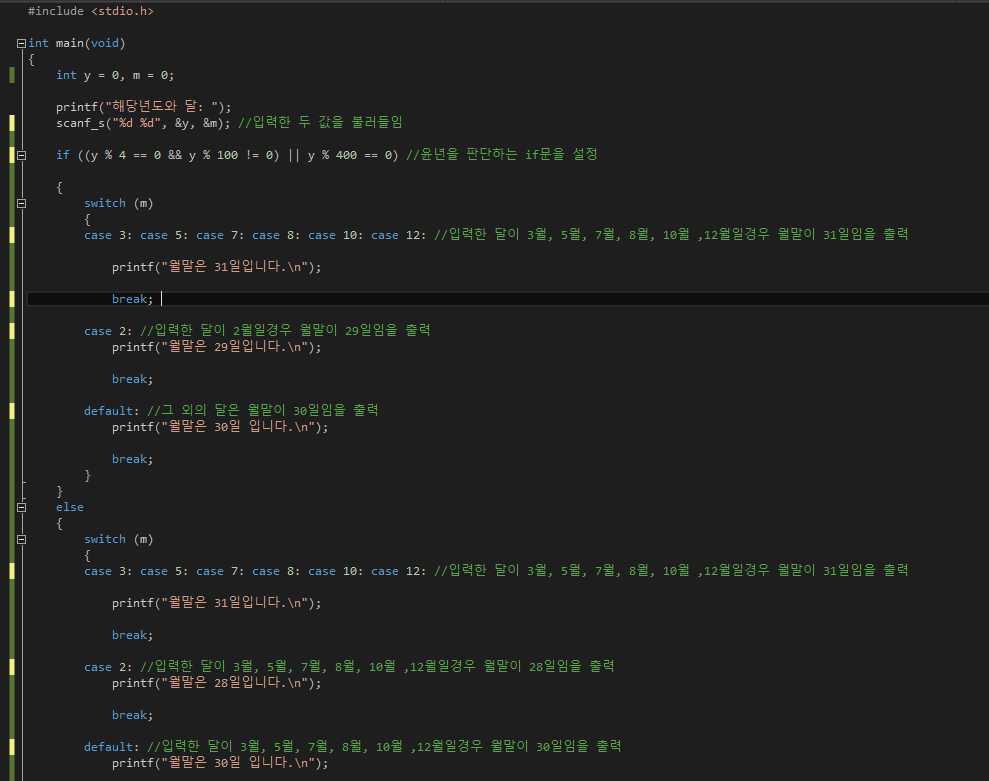 #include <stdio.h>
int main(void)
{
int y = 0, m = 0;
printf("해당년도와 달: ");
scanf_s("%d %d", &y, &m); //입력한 두 값을 불러들임
if ((y % 4 == 0 && y % 100 != 0) || y % 400 == 0) //윤년을 판단하는 if문을 설정
{
switch (m)
{
case 3: case 5: case 7: case 8: case 10: case 12: //입력한 달이 3월, 5월, 7월, 8월, 10월 ,12월일경우 월말이 31일임을 출력
printf("월말은 31일입니다.\n");
break;
case 2: //입력한 달이 2월일경우 월말이 29일임을 출력
printf("월말은 29일입니다.\n");
break;
default: //그 외의 달은 월말이 30일임을 출력
printf("월말은 30일 입니다.\n");
break;
}
}
else
{
switch (m)
{
case 3: case 5: case 7: case 8: case 10: case 12: //입력한 달이 3월, 5월, 7월, 8월, 10월 ,12월일경우 월말이 31일임을 출력
printf("월말은 31일입니다.\n");
break;
case 2: //입력한 달이 3월, 5월, 7월, 8월, 10월 ,12월일경우 월말이 28일임을 출력
printf("월말은 28일입니다.\n");
break;
default: //입력한 달이 3월, 5월, 7월, 8월, 10월 ,12월일경우 월말이 30일임을 출력
printf("월말은 30일 입니다.\n");